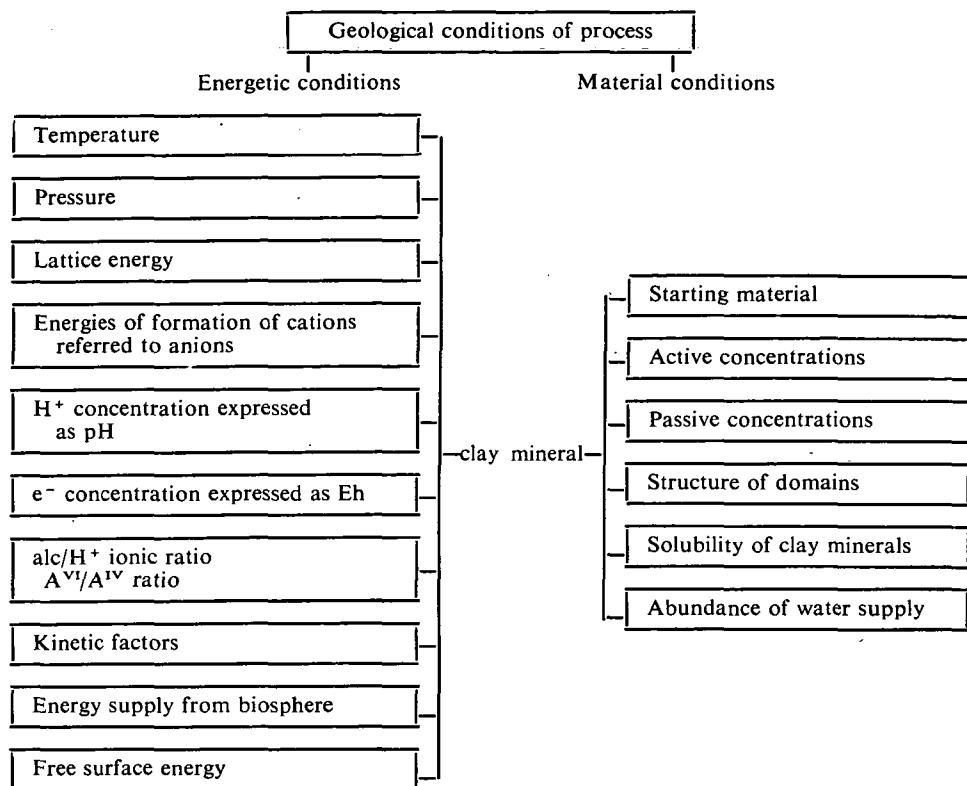 Geological conditions of process
Energetic conditions
Material conditions
Temperature
Pressure
Lattice energy
Energies of formation of cations
referred to anions
H⁺ concentration expressed
as pH
e⁻ concentration expressed as Eh
alc/H⁺ ionic ratio
A^VI/A^IV ratio
Kinetic factors
Energy supply from biosphere
Free surface energy
clay mineral
Starting material
Active concentrations
Passive concentrations
Structure of domains
Solubility of clay minerals
Abundance of water supply